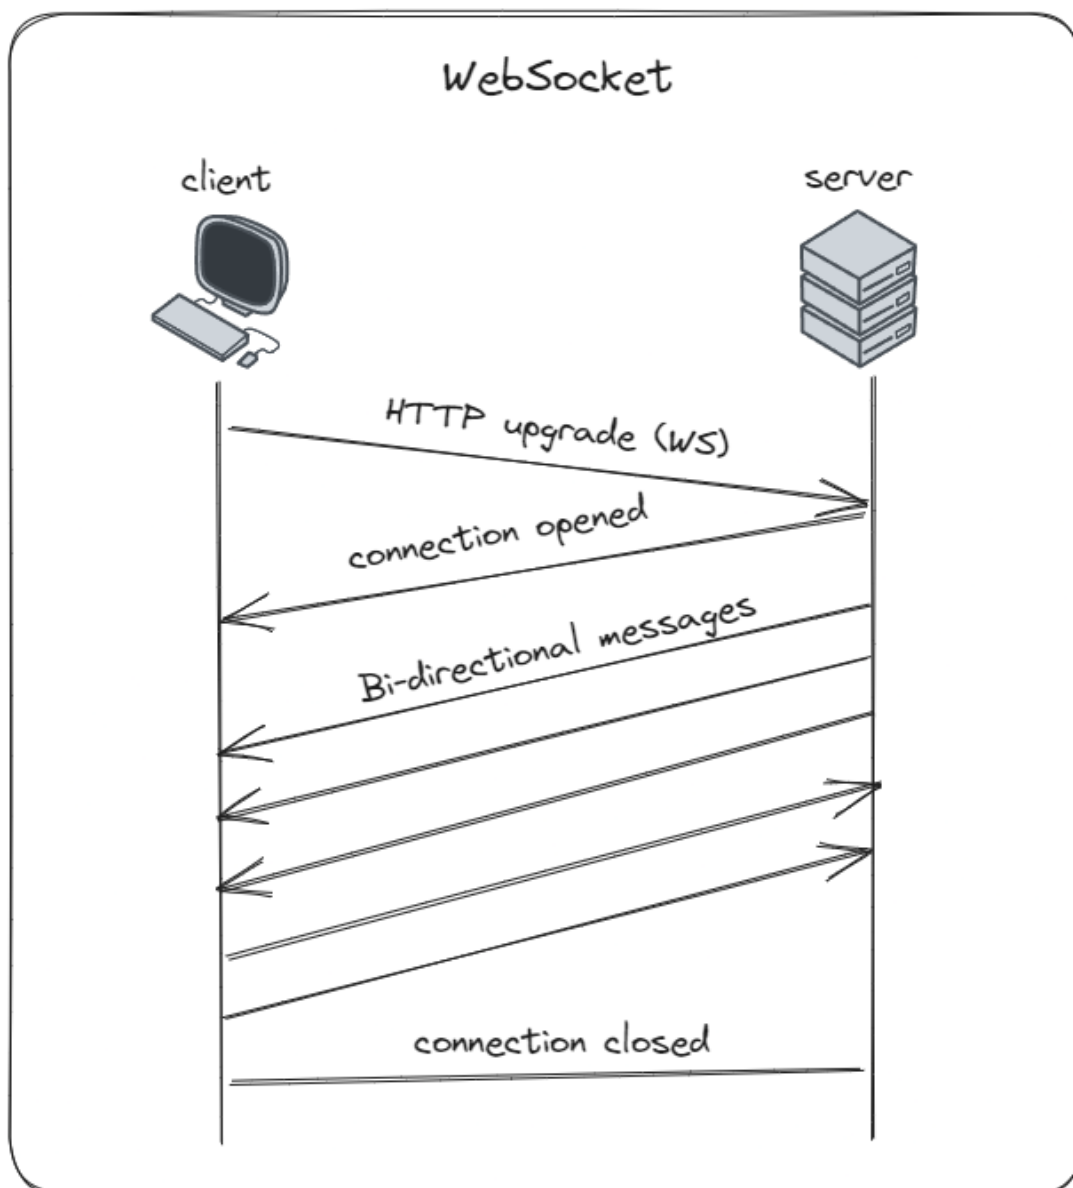 WebSocket
client
server
HTTP upgrade (WS)
connection opened
Bi-directional messages
connection closed